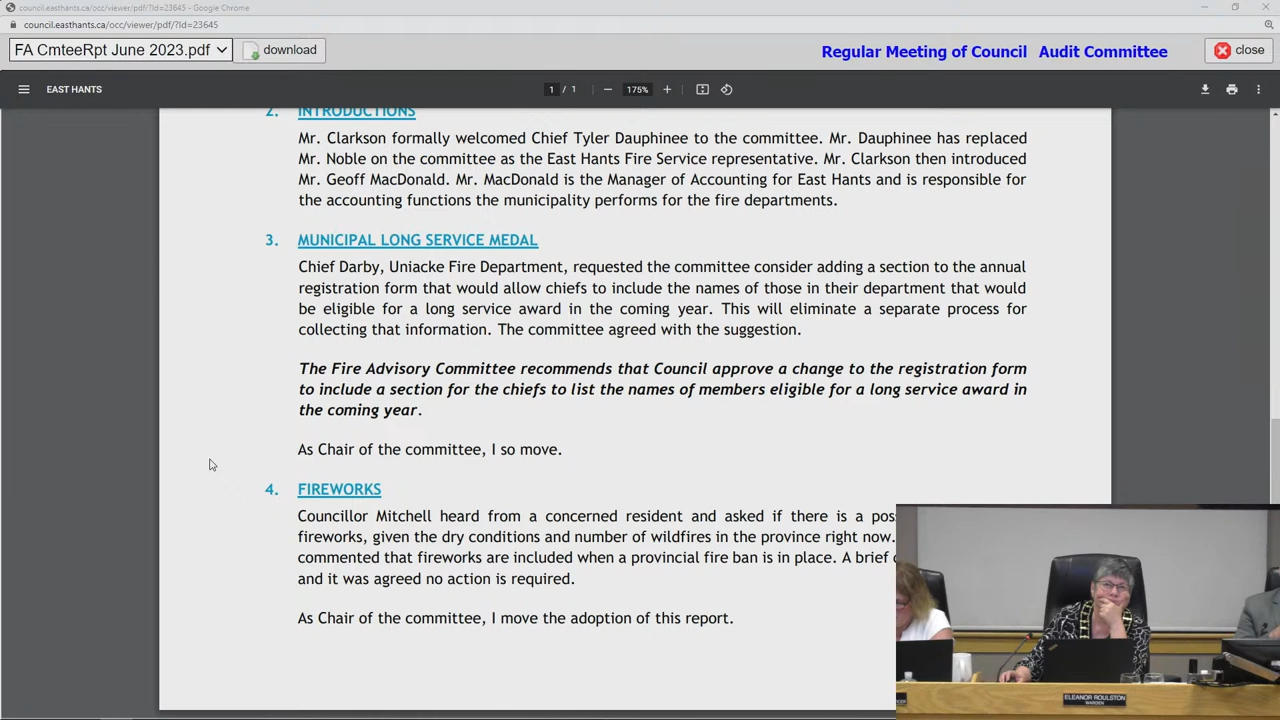 council.easthants.ca/occ/viewer/pdf/?Id=23645 - Google Chrome
council.easthants.ca/occ/viewer/pdf/?Id=23645
FA CmteeRpt June 2023.pdf
download
Regular Meeting of Council Audit Committee
close
EAST HANTS
1 / 1
175%
2. INTRODUCTIONS
Mr. Clarkson formally welcomed Chief Tyler Dauphinee to the committee. Mr. Dauphinee has replaced
Mr. Noble on the committee as the East Hants Fire Service representative. Mr. Clarkson then introduced
Mr. Geoff MacDonald. Mr. MacDonald is the Manager of Accounting for East Hants and is responsible for
the accounting functions the municipality performs for the fire departments.
3. MUNICIPAL LONG SERVICE MEDAL
Chief Darby, Uniacke Fire Department, requested the committee consider adding a section to the annual
registration form that would allow chiefs to include the names of those in their department that would
be eligible for a long service award in the coming year. This will eliminate a separate process for
collecting that information. The committee agreed with the suggestion.
The Fire Advisory Committee recommends that Council approve a change to the registration form
to include a section for the chiefs to list the names of members eligible for a long service award in
the coming year.
As Chair of the committee, I so move.
4. FIREWORKS
Councillor Mitchell heard from a concerned resident and asked if there is a pos
fireworks, given the dry conditions and number of wildfires in the province right now.
commented that fireworks are included when a provincial fire ban is in place. A brief
and it was agreed no action is required.
As Chair of the committee, I move the adoption of this report.
ELEANOR ROULSTON
WARDEN